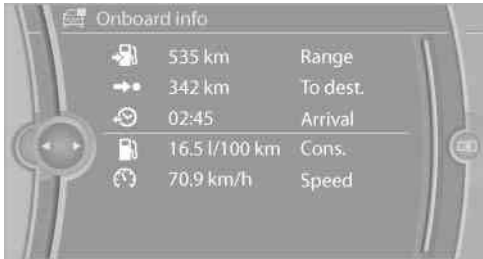 Onboard info
535 km Range
342 km To dest.
02:45 Arrival
16.5 l/100 km Cons.
70.9 km/h Speed